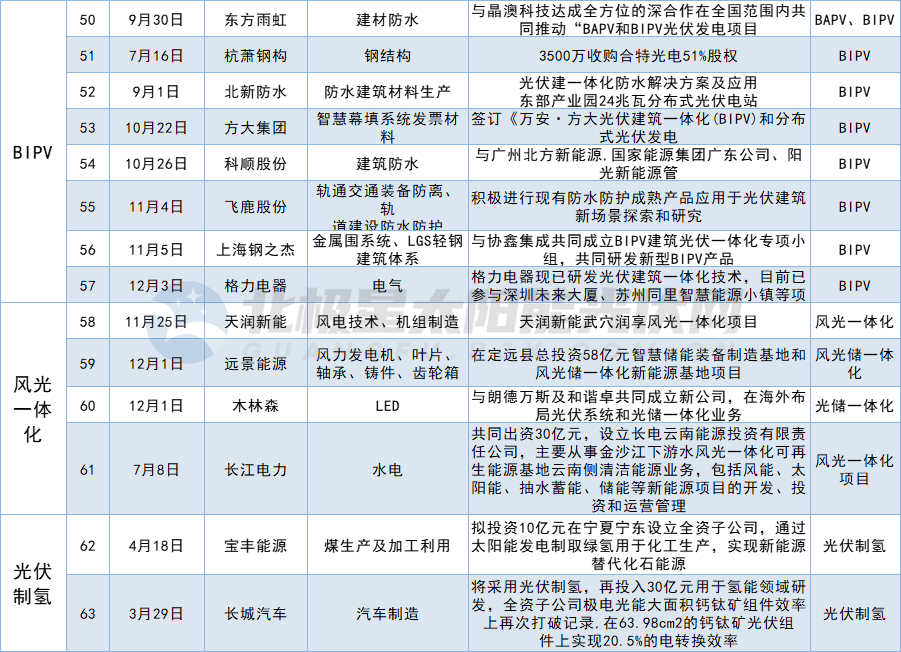 50 9月30日 东方雨虹 建材防水 与晶澳科技达成全方位的深合作在全国范围内共 BAPV、BIPV
同推动“BAPV和BIPV光伏发电项目
51 7月16日 杭萧钢构 钢结构 3500万收购合特光电51%股权 BIPV
52 9月1日 北新防水 防水建筑材料生产 光伏建一体化防水解决方案及应用 BIPV
东部产业园24兆瓦分布式光伏电站
BIPV
53 10月22日 方大集团 智慧幕填系统发票材 签订《万安·方大光伏建筑一体化(BIPV)和分布 BIPV
料 式光伏发电
54 10月26日 科顺股份 建筑防水 与广州北方新能源,国家能源集团广东公司、阳 BIPV
光新能源管
55 11月4日 飞鹿股份 轨通交通装备防离、 积极进行现有防水防护成熟产品应用于光伏建筑 BIPV
轨 新场景探索和研究
道建设防水防护
56 11月5日 上海钢之杰 金属围系统、LGS轻钢 与协鑫集成共同成立BIPV建筑光伏一体化专项小 BIPV
建筑体系 组，共同研发新型BIPV产品
57 12月3日 格力电器 电气 格力电器现已研发光伏建筑一体化技术，目前已 BIPV
参与深圳未来大厦、苏州同里智慧能源小镇等项
58 11月25日 天润新能 风电技术、机组制造 天润新能武穴润享风光一体化项目 风光一体化
59 12月1日 远景能源 风力发电机、叶片、 在定远县总投资58亿元智慧储能装备制造基地和 风光储一体
轴承、铸件、齿轮箱 风光储一体化新能源基地项目 化
风光
一体
化
60 12月1日 木林森 LED 与朗德万斯及和谐卓共同成立新公司，在海外布 光储一体化
局光伏系统和光储一体化业务
61 7月8日 长江电力 水电 共同出资30亿元，设立长电云南能源投资有限责
任公司，主要从事金沙江下游水风光一体化可再 风光一体化
生能源基地云南侧清洁能源业务，包括风能、太 项目
阳能、抽水蓄能、储能等新能源项目的开发、投
资和运营管理
62 4月18日 宝丰能源 煤生产及加工利用 拟投资10亿元在宁夏宁东设立全资子公司，通过 光伏制氢
太阳能发电制取绿氢用于化工生产，实现新能源
替代化石能源
光伏
制氢
63 3月29日 长城汽车 汽车制造 将采用光伏制氢，再投入30亿元用于氢能领域研 光伏制氢
发，全资子公司极电光能大面积钙钛矿组件效率
上再次打破记录,在63.98cm2的钙钛矿光伏组
件上实现20.5%的电转换效率
北极星太阳能光伏网